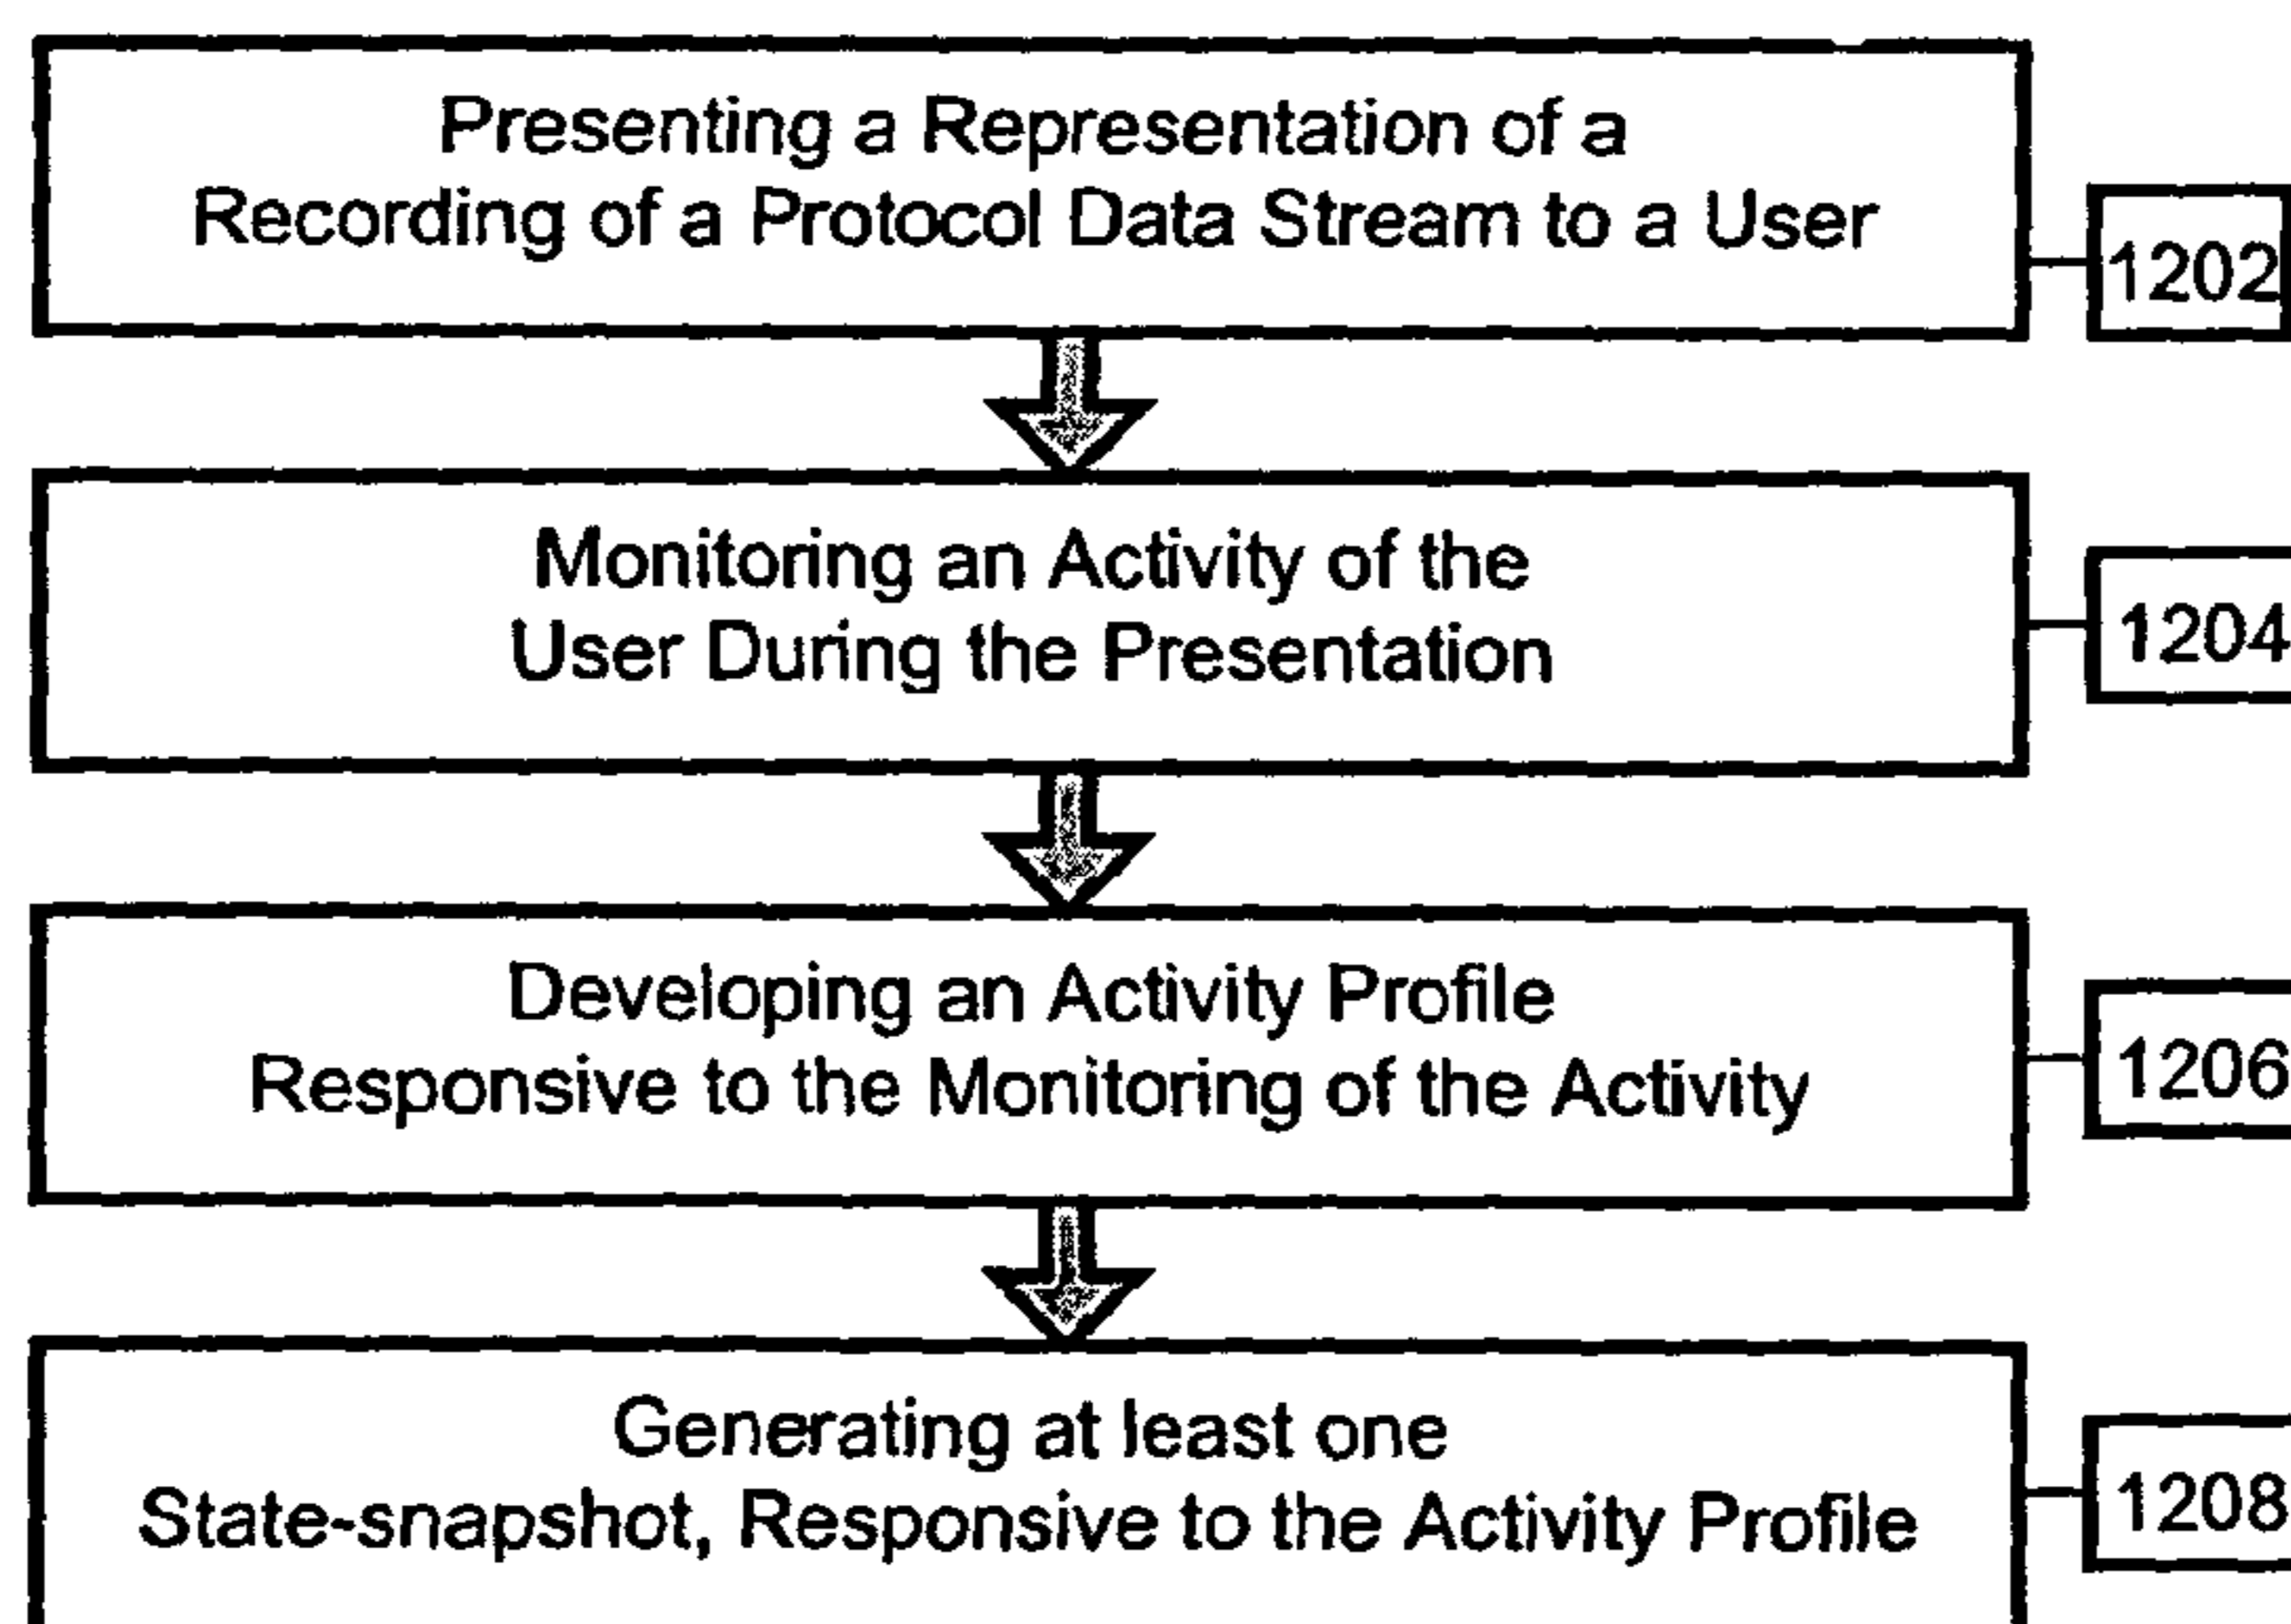 Presenting a Representation of a
Recording of a Protocol Data Stream to a User
1202
Monitoring an Activity of the
User During the Presentation
1204
Developing an Activity Profile
Responsive to the Monitoring of the Activity
1206
Generating at least one
State-snapshot, Responsive to the Activity Profile
1208